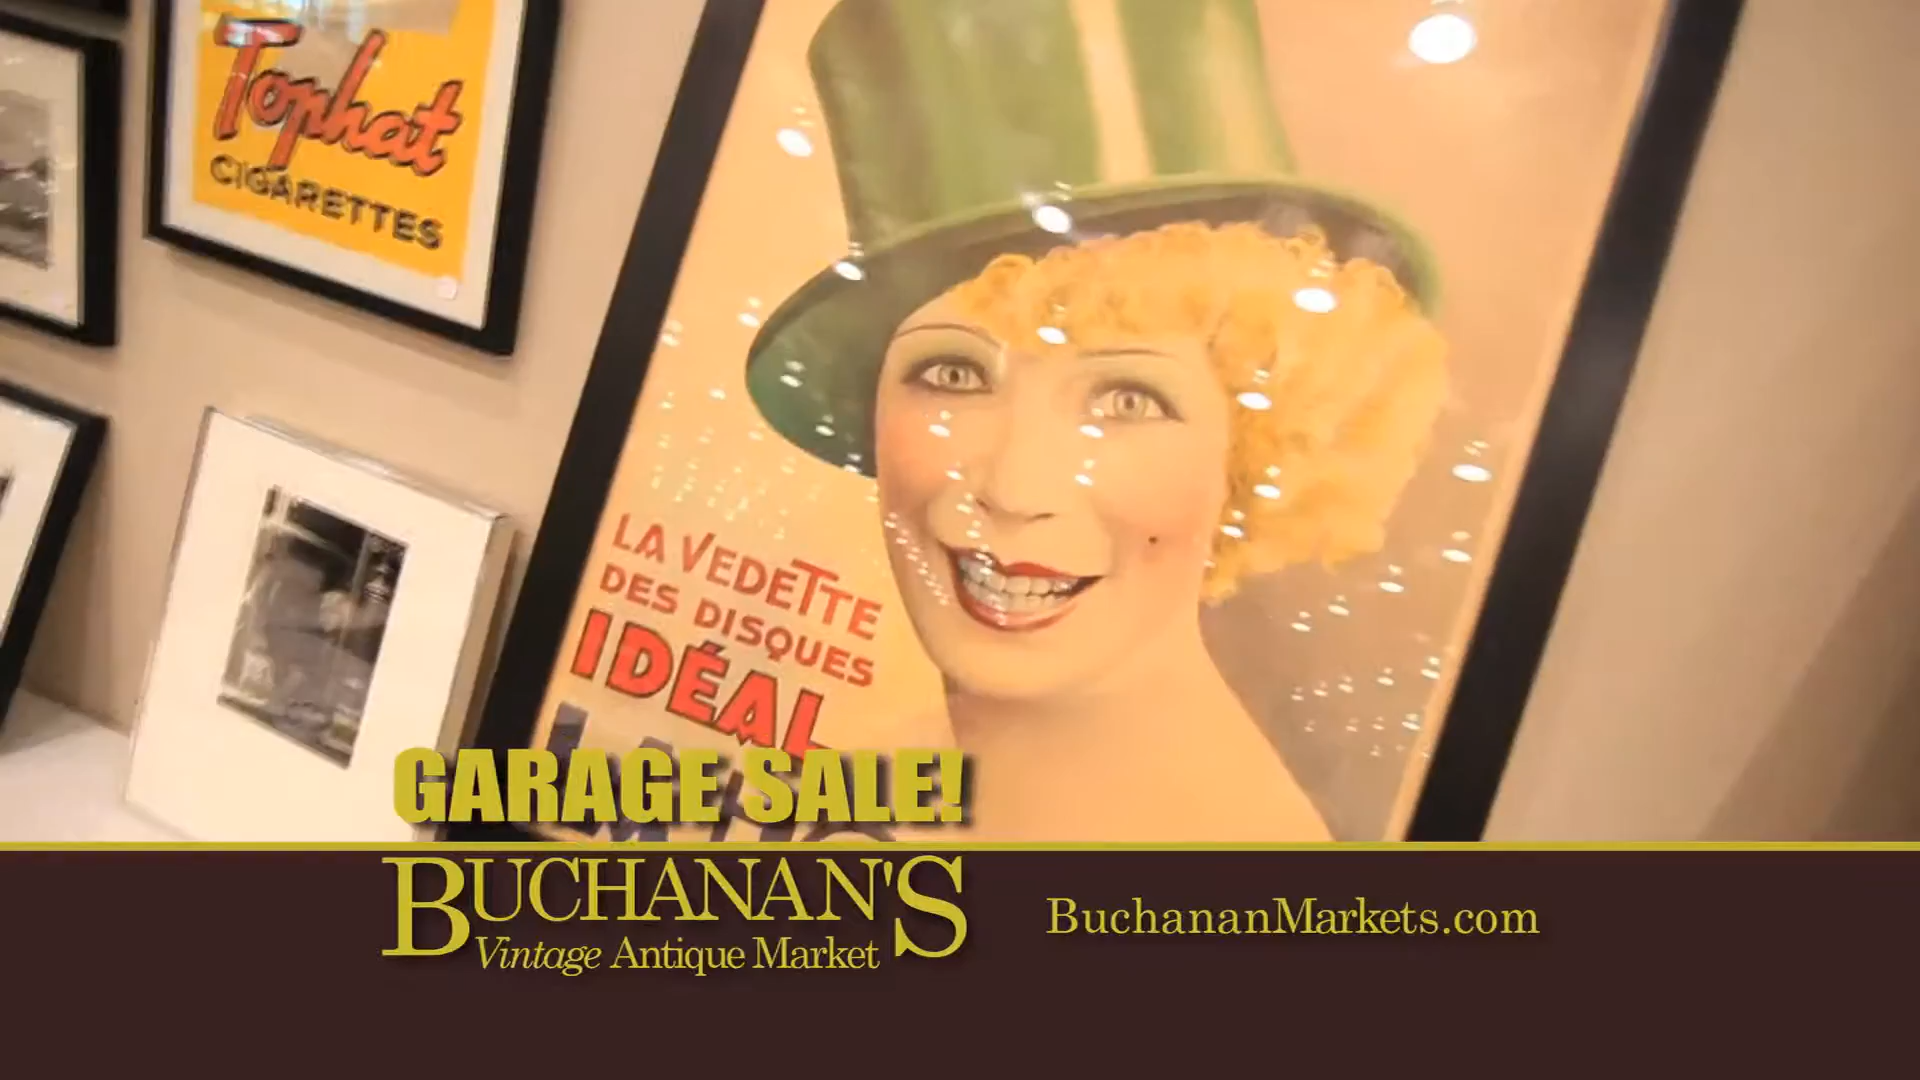 Tophat
CIGARETTES
LA VEDETTE
DES DISQUES
IDÉAL
GARAGE SALE!
BUCHANAN'S
Vintage Antique Market
BuchananMarkets.com